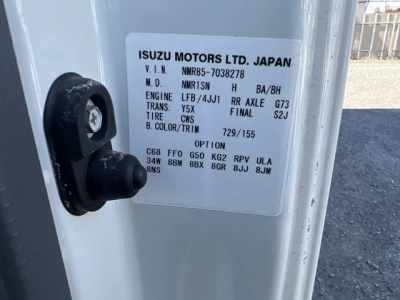 ISUZU MOTORS LTD. JAPAN
V.I.N. NMR85-7038278
M.D. NMR1SN H BA/BH
ENGINE LFB/4JJ1 RR AXLE G73
TRANS. Y5X FINAL S2J
TIRE CWS
B.COLOR/TRIM 729/155
OPTION
C68 FF0 G50 KG2 RPV ULA
34W 8BM 8BX 8GR 8JJ 8JM
8NS